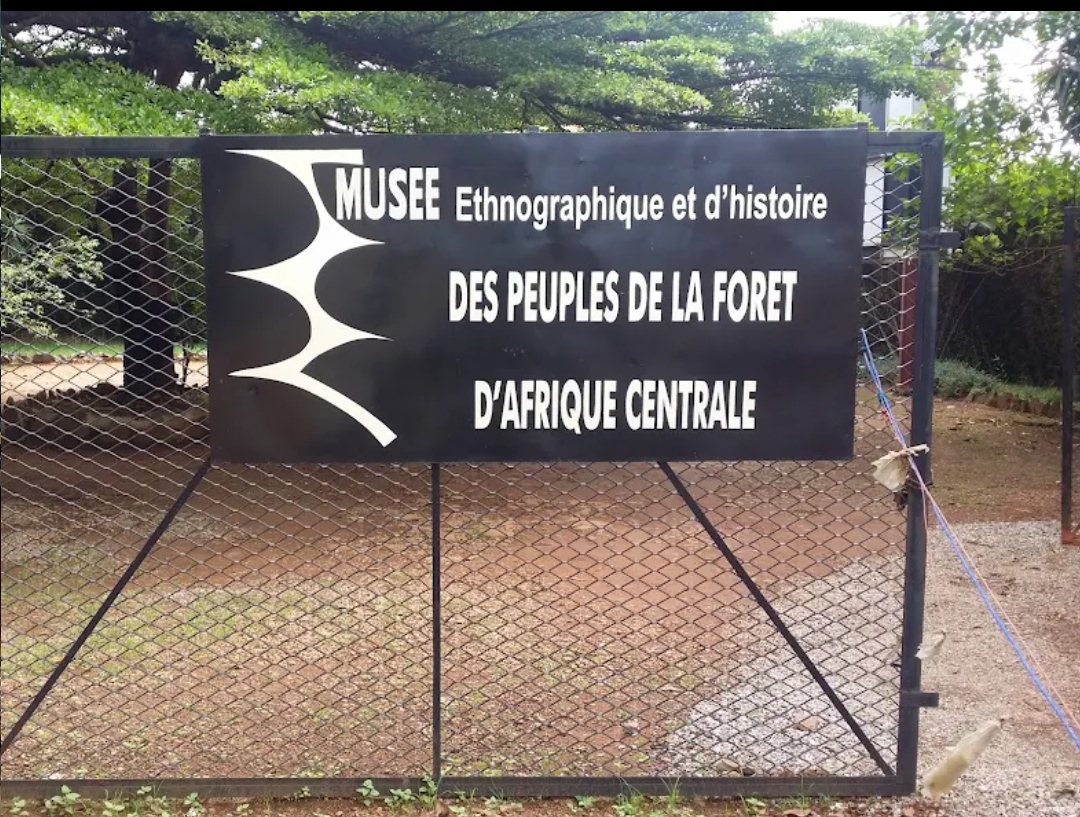 MUSEE Ethnographique et d'histoire
DES PEUPLES DE LA FORET
D'AFRIQUE CENTRALE